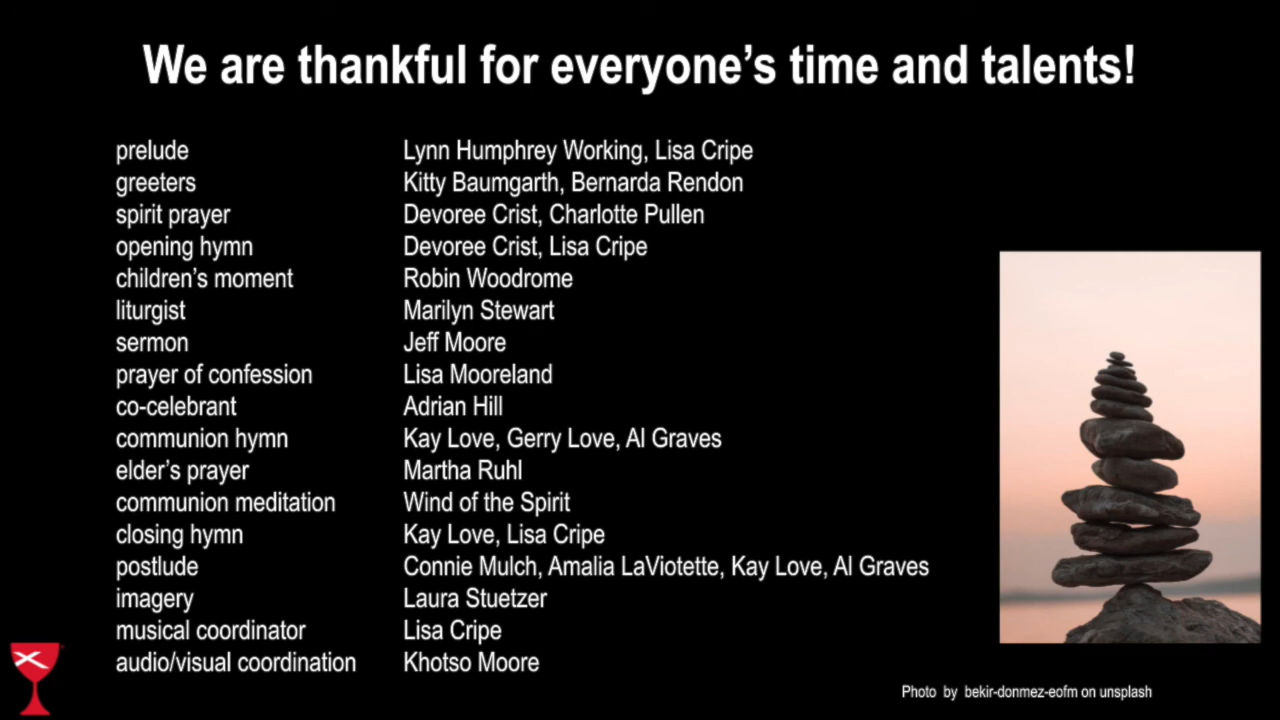 We are thankful for everyone’s time and talents!
prelude Lynn Humphrey Working, Lisa Cripe
greeters Kitty Baumgarth, Bernarda Rendon
spirit prayer Devoree Crist, Charlotte Pullen
opening hymn Devoree Crist, Lisa Cripe
children’s moment Robin Woodrome
liturgist Marilyn Stewart
sermon Jeff Moore
prayer of confession Lisa Mooreland
co-celebrant Adrian Hill
communion hymn Kay Love, Gerry Love, Al Graves
elder’s prayer Martha Ruhl
communion meditation Wind of the Spirit
closing hymn Kay Love, Lisa Cripe
postlude Connie Mulch, Amalia LaViotette, Kay Love, Al Graves
imagery Laura Stuetzer
musical coordinator Lisa Cripe
audio/visual coordination Khotso Moore
Photo by bekir-donmez-eofm on unsplash